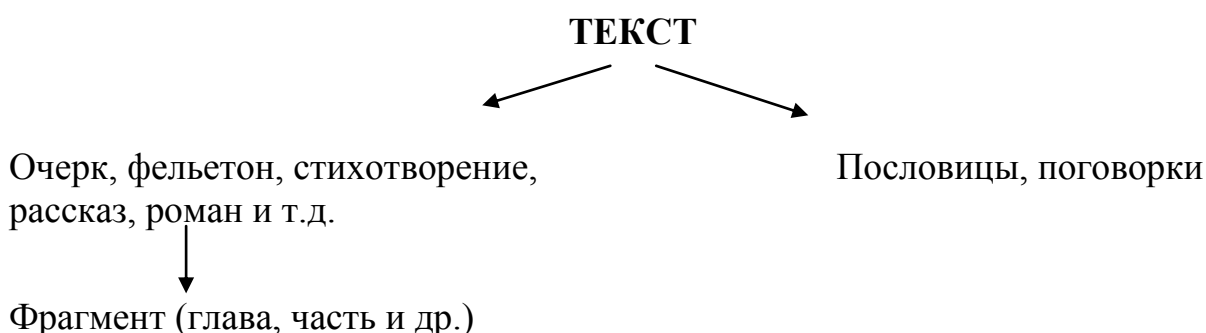 ТЕКСТ
Очерк, фельетон, стихотворение,
рассказ, роман и т.д.
Пословицы, поговорки
Фрагмент (глава, часть и др.)